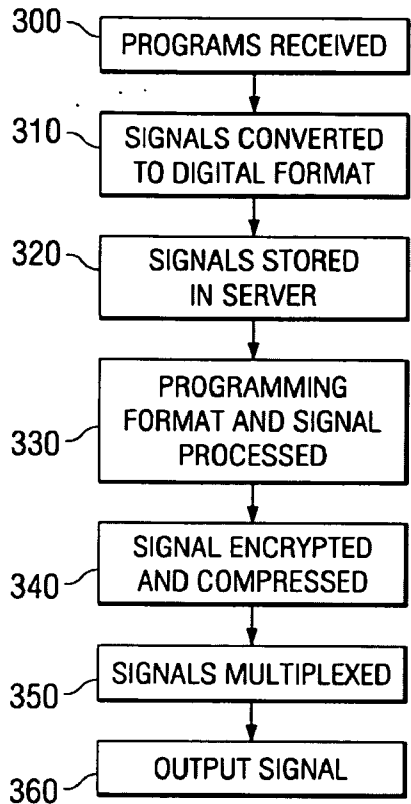 300
PROGRAMS RECEIVED
310
SIGNALS CONVERTED
TO DIGITAL FORMAT
320
SIGNALS STORED
IN SERVER
330
PROGRAMMING
FORMAT AND SIGNAL
PROCESSED
340
SIGNAL ENCRYPTED
AND COMPRESSED
350
SIGNALS MULTIPLEXED
360
OUTPUT SIGNAL